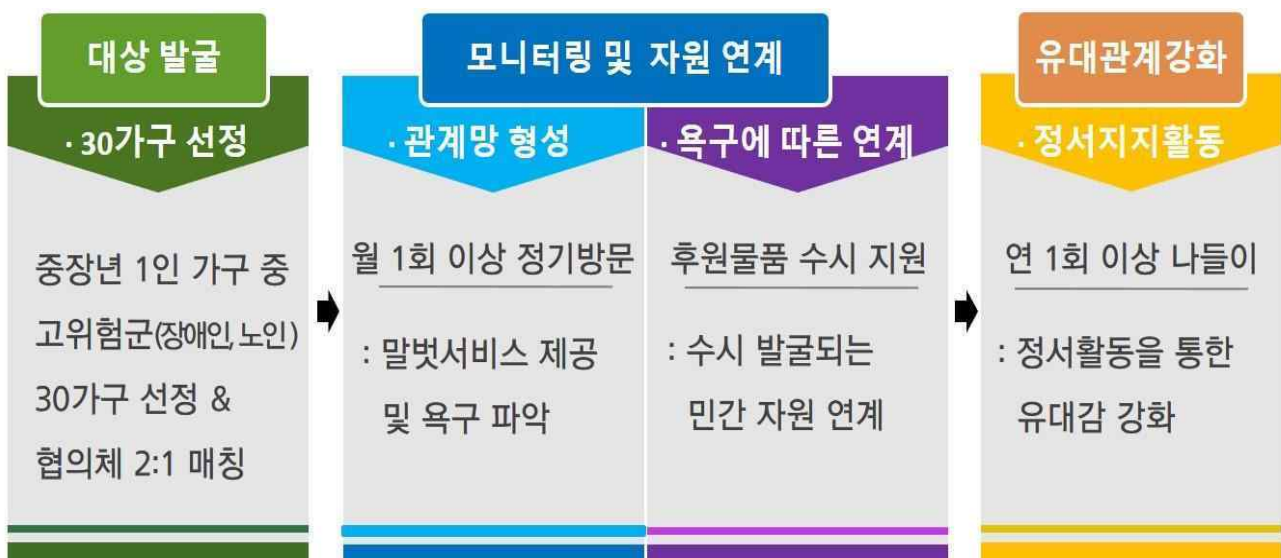 대상 발굴
· 30가구 선정
중장년 1인 가구 중
고위험군(장애인, 노인)
30가구 선정 &
협의체 2:1 매칭
모니터링 및 자원 연계
· 관계망 형성
월 1회 이상 정기방문
: 말벗서비스 제공
및 욕구 파악
· 욕구에 따른 연계
후원물품 수시 지원
: 수시 발굴되는
민간 자원 연계
유대관계강화
· 정서지지활동
연 1회 이상 나들이
: 정서활동을 통한
유대감 강화